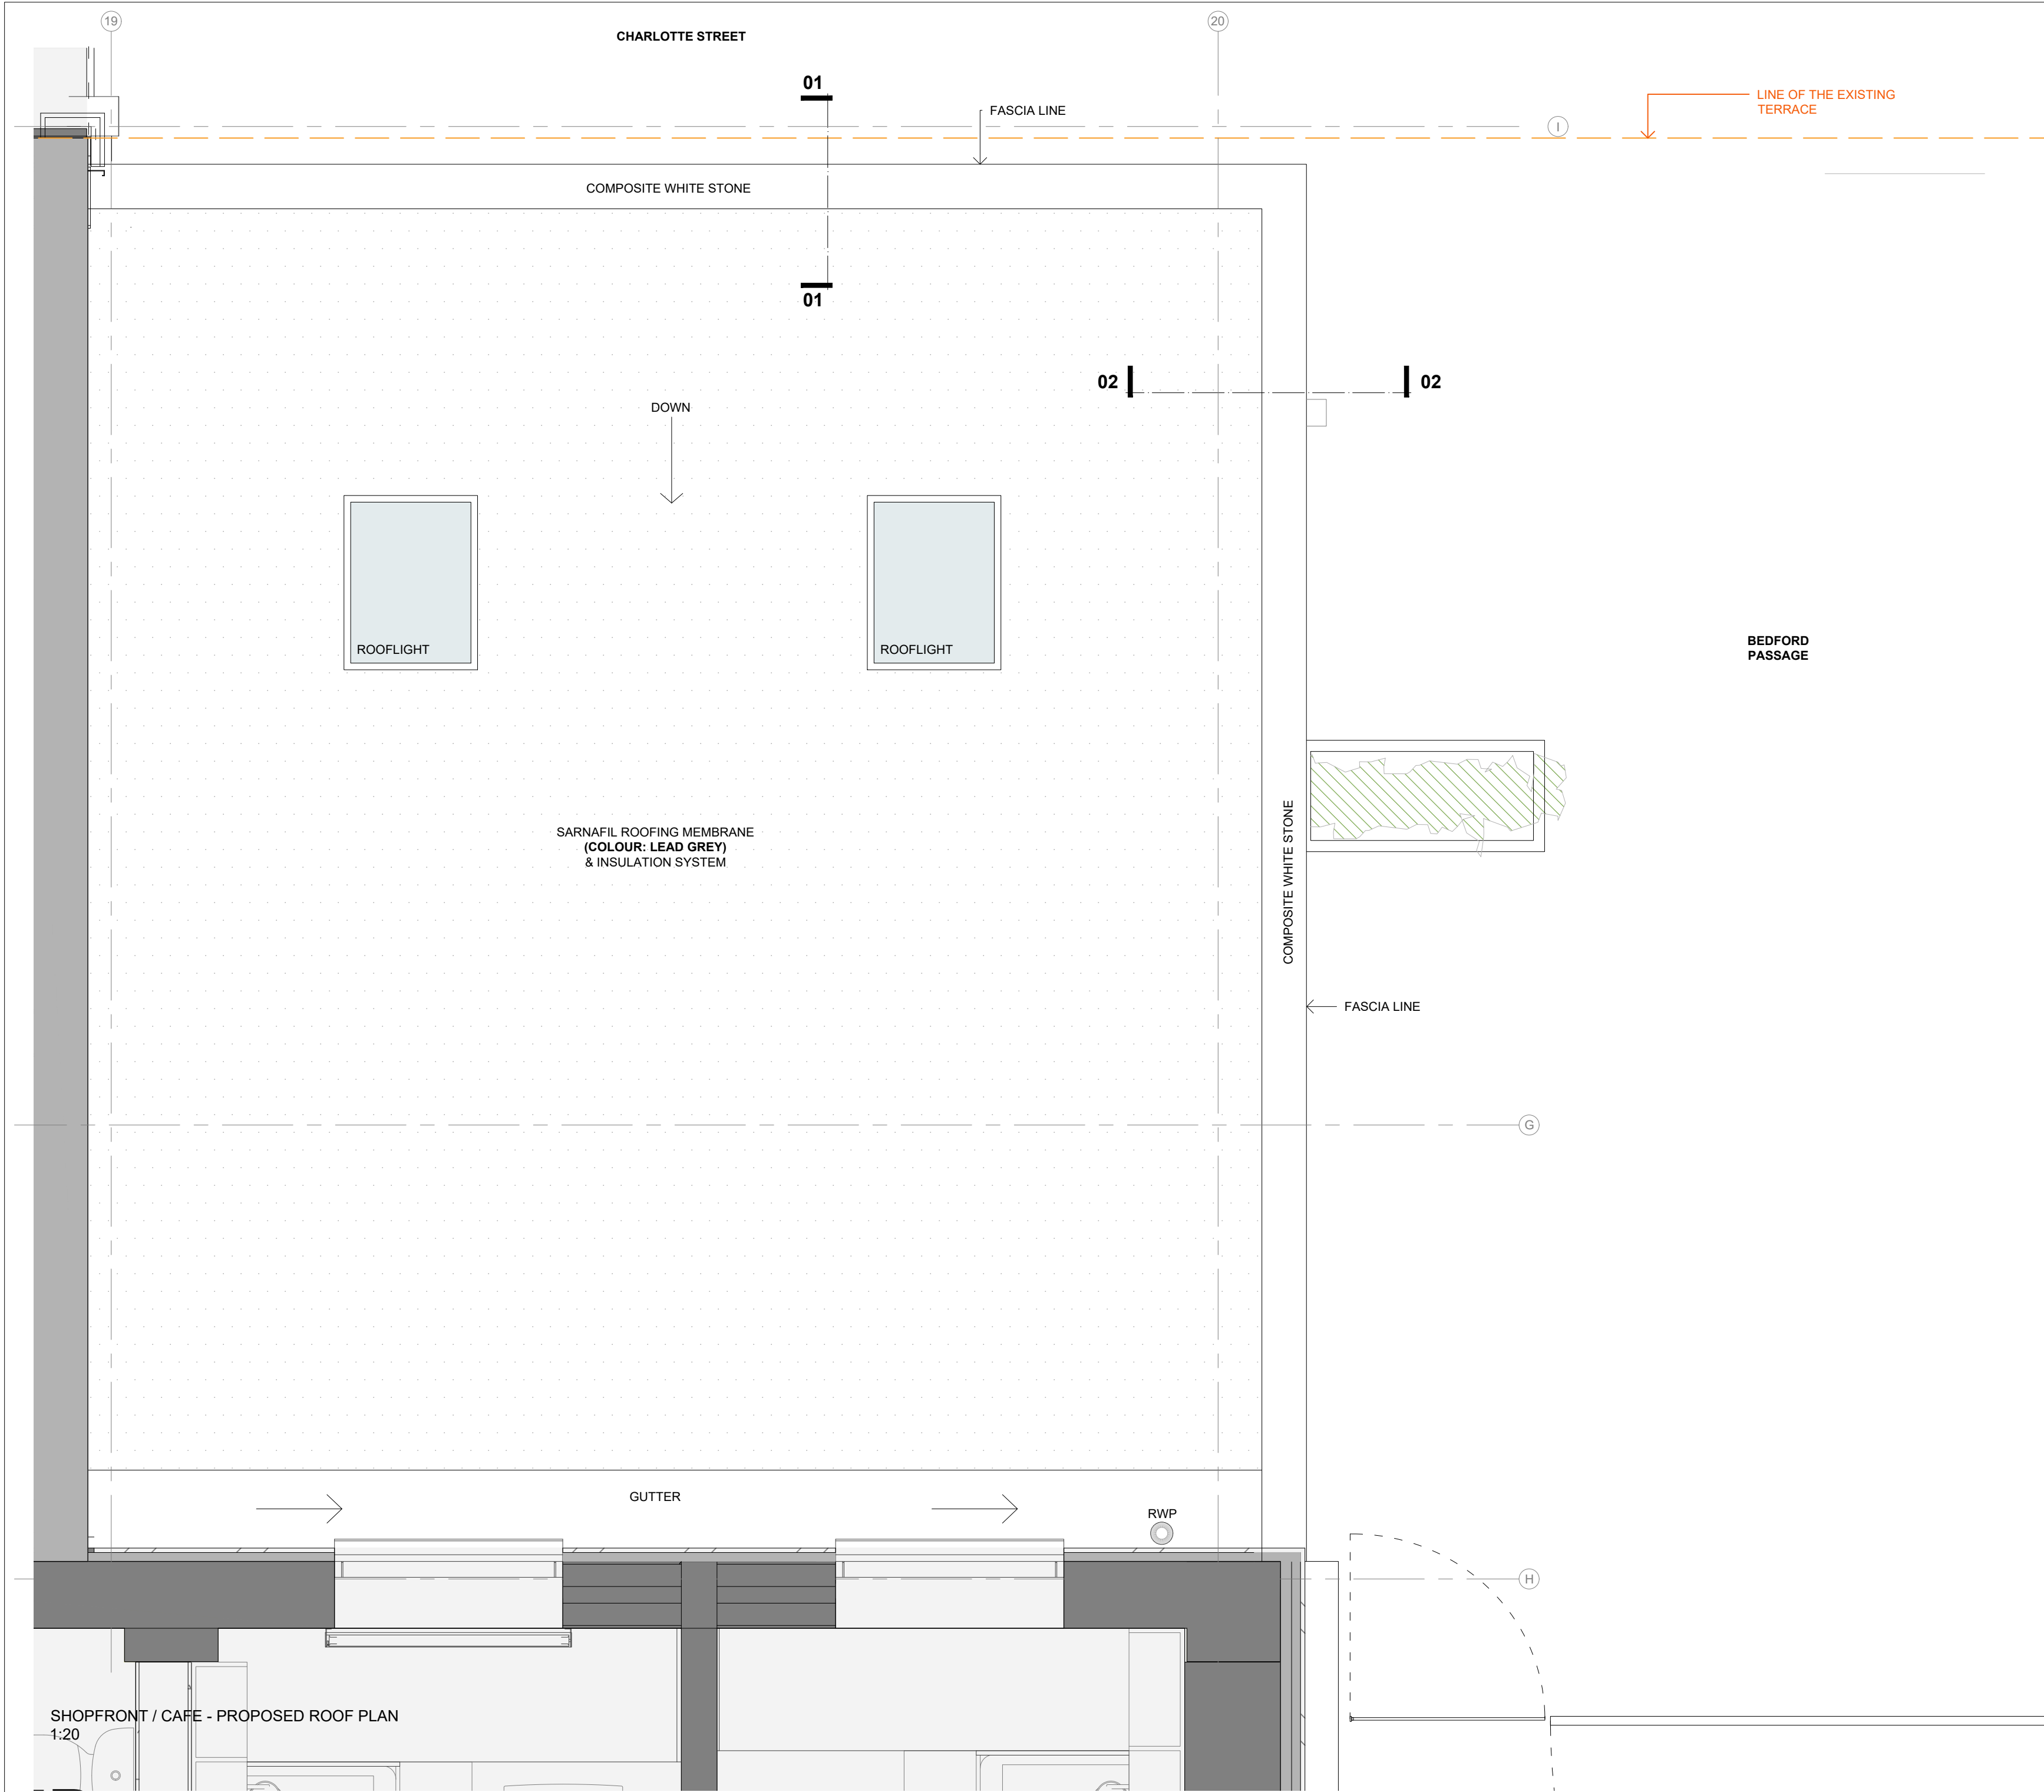 19
20
CHARLOTTE STREET
01
FASCIA LINE
LINE OF THE EXISTING
TERRACE
I
COMPOSITE WHITE STONE
01
02
02
DOWN
ROOFLIGHT
ROOFLIGHT
BEDFORD
PASSAGE
SARNAFIL ROOFING MEMBRANE
(COLOUR: LEAD GREY)
& INSULATION SYSTEM
COMPOSITE WHITE STONE
FASCIA LINE
G
GUTTER
RWP
H
SHOPFRONT / CAFE - PROPOSED ROOF PLAN
1:20